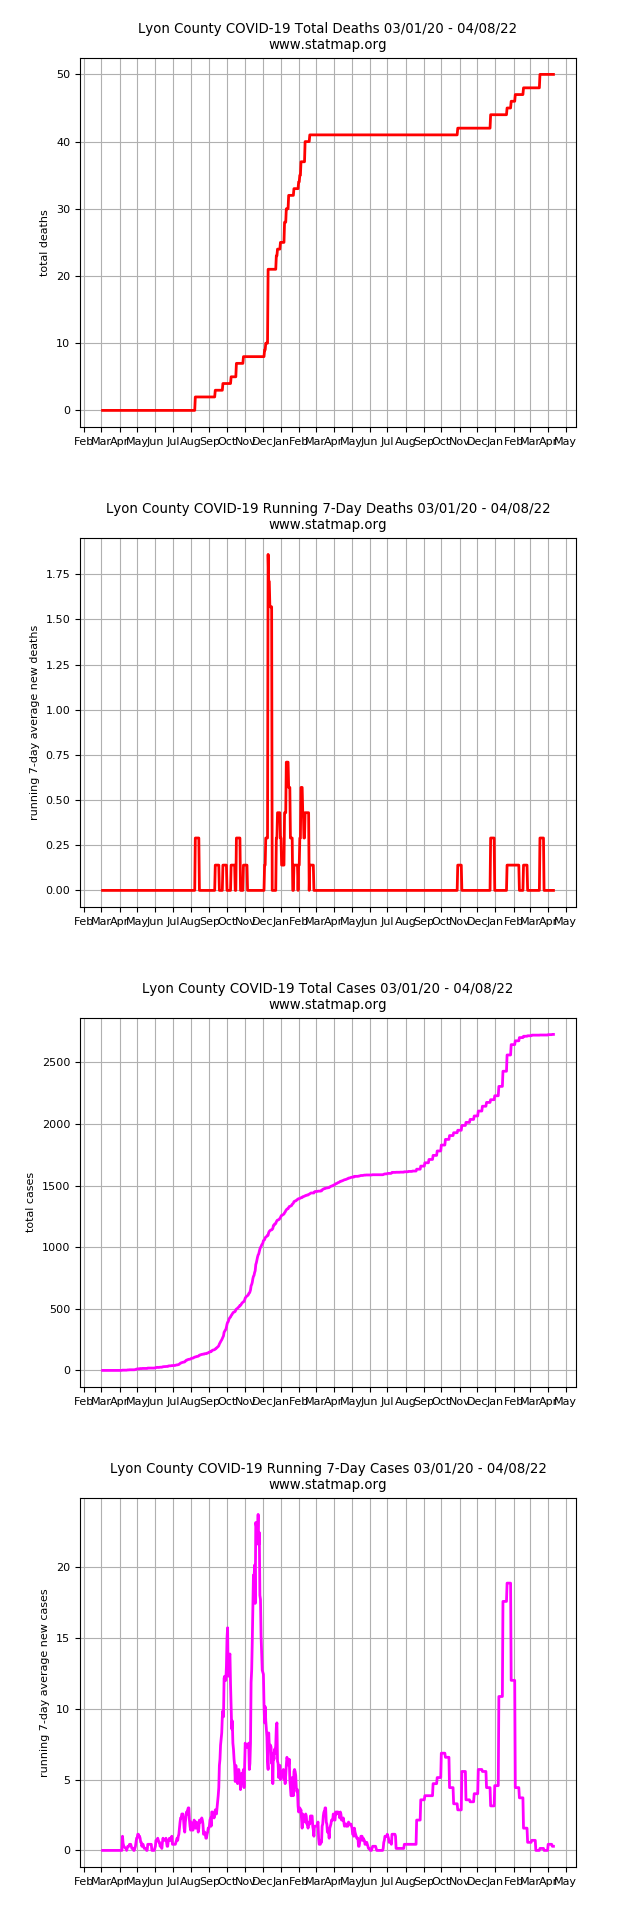 Lyon County COVID-19 Total Deaths 03/01/20 - 04/08/22
www.statmap.org
50
40
30
20
10
0
total deaths
Feb Mar Apr May Jun Jul Aug Sep Oct Nov Dec Jan Feb Mar Apr May Jun Jul Aug Sep Oct Nov Dec Jan Feb Mar Apr May
Lyon County COVID-19 Running 7-Day Deaths 03/01/20 - 04/08/22
www.statmap.org
1.75
1.50
1.25
1.00
0.75
0.50
0.25
0.00
running 7-day average new deaths
Feb Mar Apr May Jun Jul Aug Sep Oct Nov Dec Jan Feb Mar Apr May Jun Jul Aug Sep Oct Nov Dec Jan Feb Mar Apr May
Lyon County COVID-19 Total Cases 03/01/20 - 04/08/22
www.statmap.org
2500
2000
1500
1000
500
0
total cases
Feb Mar Apr May Jun Jul Aug Sep Oct Nov Dec Jan Feb Mar Apr May Jun Jul Aug Sep Oct Nov Dec Jan Feb Mar Apr May
Lyon County COVID-19 Running 7-Day Cases 03/01/20 - 04/08/22
www.statmap.org
20
15
10
5
0
running 7-day average new cases
Feb Mar Apr May Jun Jul Aug Sep Oct Nov Dec Jan Feb Mar Apr May Jun Jul Aug Sep Oct Nov Dec Jan Feb Mar Apr May